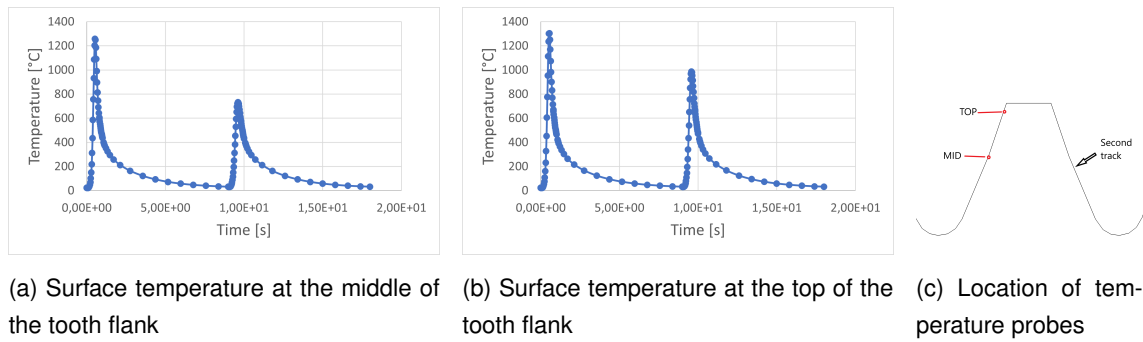 1400
1200
1000
800
600
400
200
0
Temperature [°C]
0,00E+00 5,00E+00 1,00E+01 1,50E+01 2,00E+01
Time [s]
(a) Surface temperature at the middle of
the tooth flank
1400
1200
1000
800
600
400
200
0
Temperature [°C]
0,00E+00 5,00E+00 1,00E+01 1,50E+01 2,00E+01
Time [s]
(b) Surface temperature at the top of the
tooth flank
TOP
MID
Second
track
(c) Location of tem-
perature probes